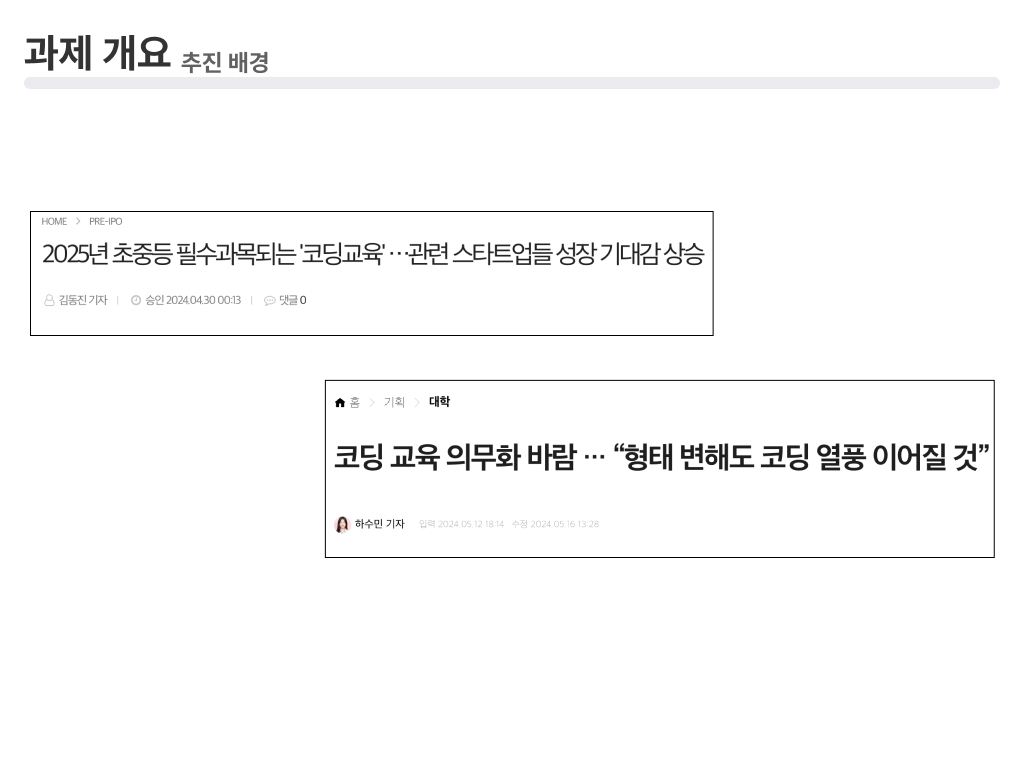 과제 개요 추진 배경
HOME > PRE-IPO
2025년 초중등 필수과목되는 '코딩교육' …관련 스타트업들 성장 기대감 상승
김동진 기자 | 승인 2024.04.30 00:13 | 댓글 0
홈 > 기획 > 대학
코딩 교육 의무화 바람 … “형태 변해도 코딩 열풍 이어질 것”
하수민 기자 입력 2024.05.12 18:14 수정 2024.05.16 13:28